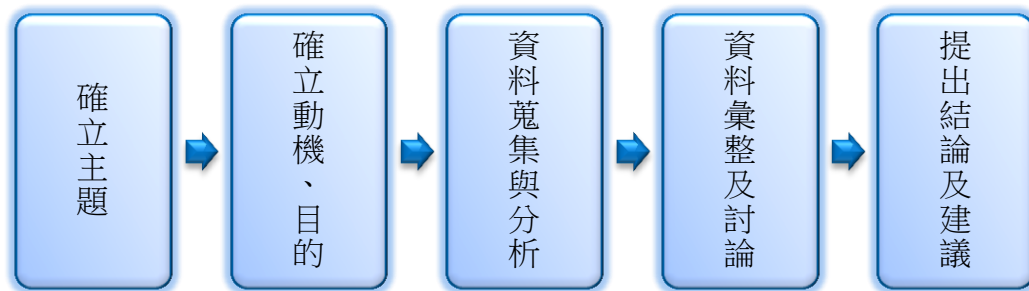 確立主題
確立動機、目的
資料蒐集與分析
資料彙整及討論
提出結論及建議